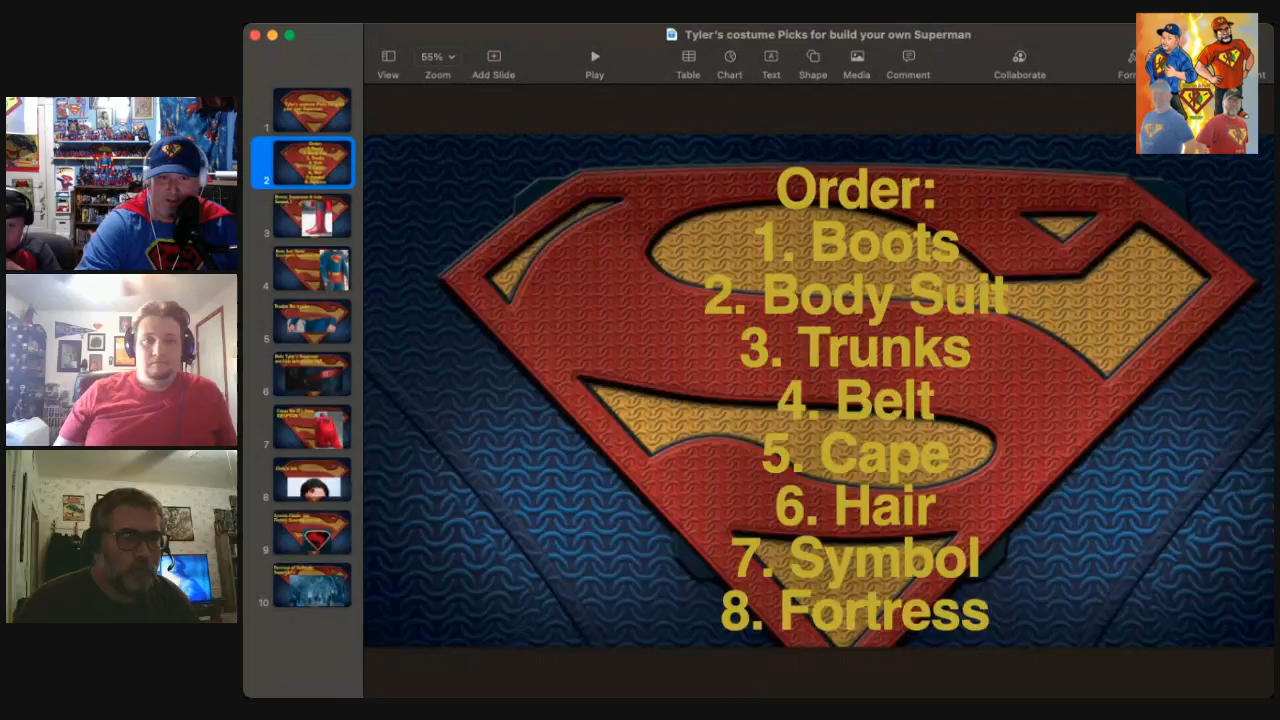 Tyler's costume Picks for build your own Superman
55%
View
Zoom
Add Slide
Play
Table
Chart
Text
Shape
Media
Comment
Collaborate
1
2
3
4
5
6
7
8
9
10
Order:
1. Boots
2. Body Suit
3. Trunks
4. Belt
5. Cape
6. Hair
7. Symbol
8. Fortress